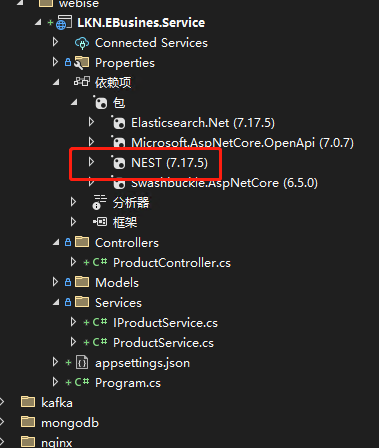 webise
LKN.EBusines.Service
Connected Services
Properties
依赖项
包
Elasticsearch.Net (7.17.5)
Microsoft.AspNetCore.OpenApi (7.0.7)
NEST (7.17.5)
Swashbuckle.AspNetCore (6.5.0)
分析器
框架
Controllers
C# ProductController.cs
Models
Services
C# IProductService.cs
C# ProductService.cs
appsettings.json
C# Program.cs
kafka
mongodb
nginx